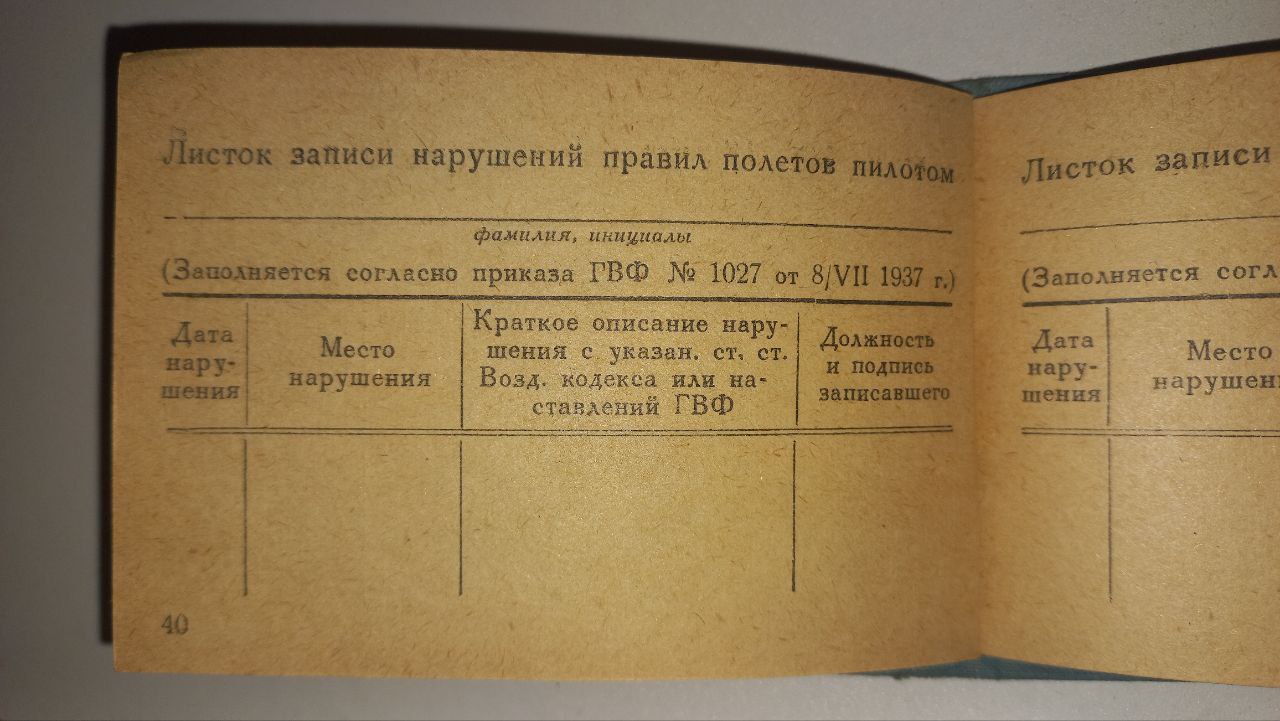 Листок записи нарушений правил полетов пилотом
фамилия, инициалы
(Заполняется согласно приказа ГВФ № 1027 от 8/VII 1937 г.)
Дата
нару-
шения
Место
нарушения
Краткое описание нару-
шения с указан. ст. ст.
Возд. кодекса или на-
ставлений ГВФ
Должность
и подпись
записавшего
40
Листок записи
(Заполняется согл
Дата
нару-
шения
Место
нарушен